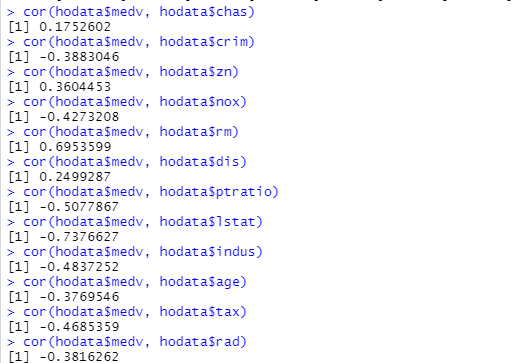 > cor(hodata$medv, hodata$chas)
[1] 0.1752602
> cor(hodata$medv, hodata$crim)
[1] -0.3883046
> cor(hodata$medv, hodata$zn)
[1] 0.3604453
> cor(hodata$medv, hodata$nox)
[1] -0.4273208
> cor(hodata$medv, hodata$rm)
[1] 0.6953599
> cor(hodata$medv, hodata$dis)
[1] 0.2499287
> cor(hodata$medv, hodata$ptratio)
[1] -0.5077867
> cor(hodata$medv, hodata$lstat)
[1] -0.7376627
> cor(hodata$medv, hodata$indus)
[1] -0.4837252
> cor(hodata$medv, hodata$age)
[1] -0.3769546
> cor(hodata$medv, hodata$tax)
[1] -0.4685359
> cor(hodata$medv, hodata$rad)
[1] -0.3816262